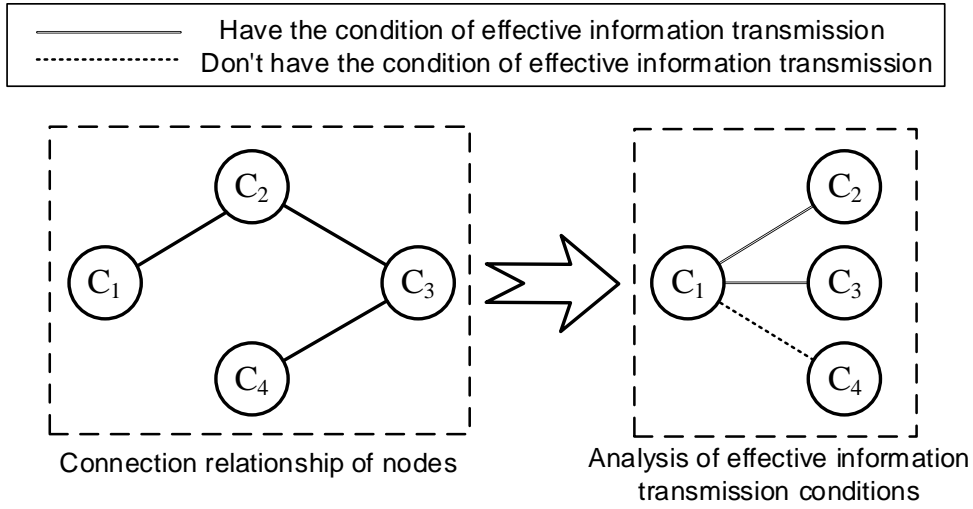 Have the condition of effective information transmission
Don't have the condition of effective information transmission
C2
C1
C3
C4
C2
C1
C3
C4
Connection relationship of nodes
Analysis of effective information
transmission conditions